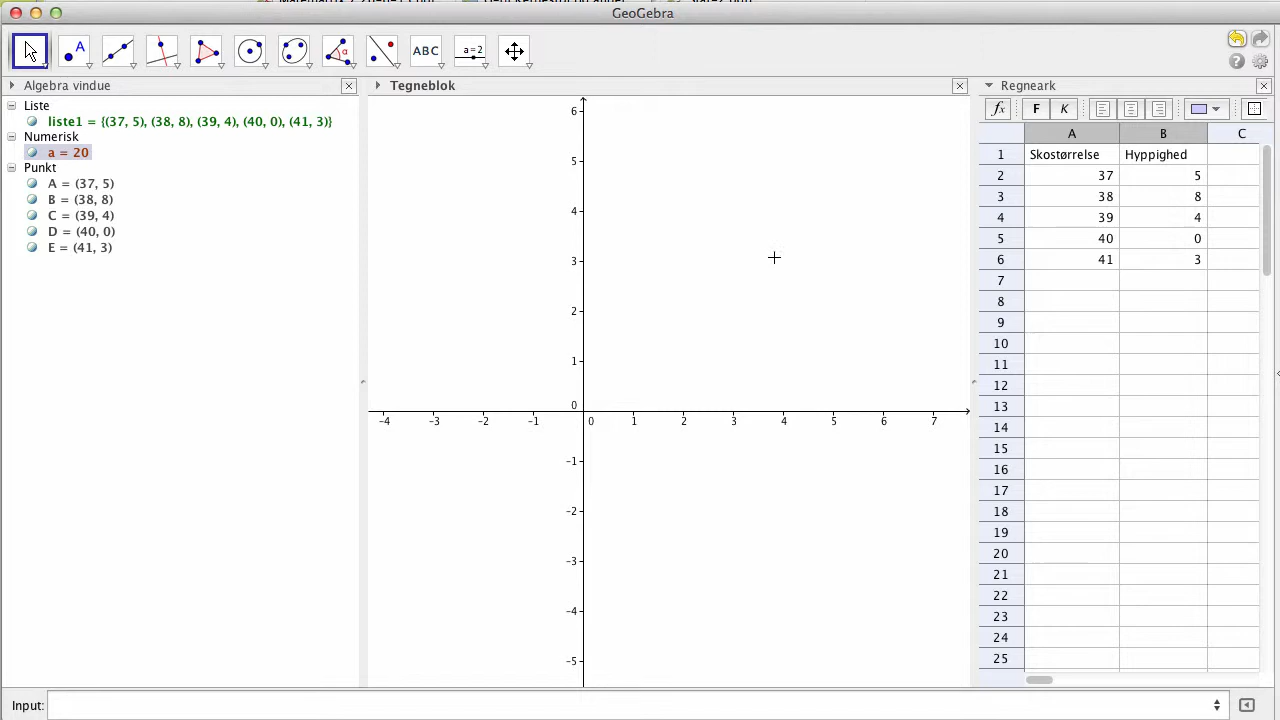 GeoGebra
A
α
ABC
a=2
?
Algebra vindue
Tegneblok
Regneark
Liste
liste1 = {(37, 5), (38, 8), (39, 4), (40, 0), (41, 3)}
Numerisk
a = 20
Punkt
A = (37, 5)
B = (38, 8)
C = (39, 4)
D = (40, 0)
E = (41, 3)
6
5
4
3
2
1
0
-4 -3 -2 -1 0 1 2 3 4 5 6 7
-1
-2
-3
-4
-5
fx F K
A B C
1 Skostørrelse Hyppighed
2 37 5
3 38 8
4 39 4
5 40 0
6 41 3
7
8
9
10
11
12
13
14
15
16
17
18
19
20
21
22
23
24
25
Input: